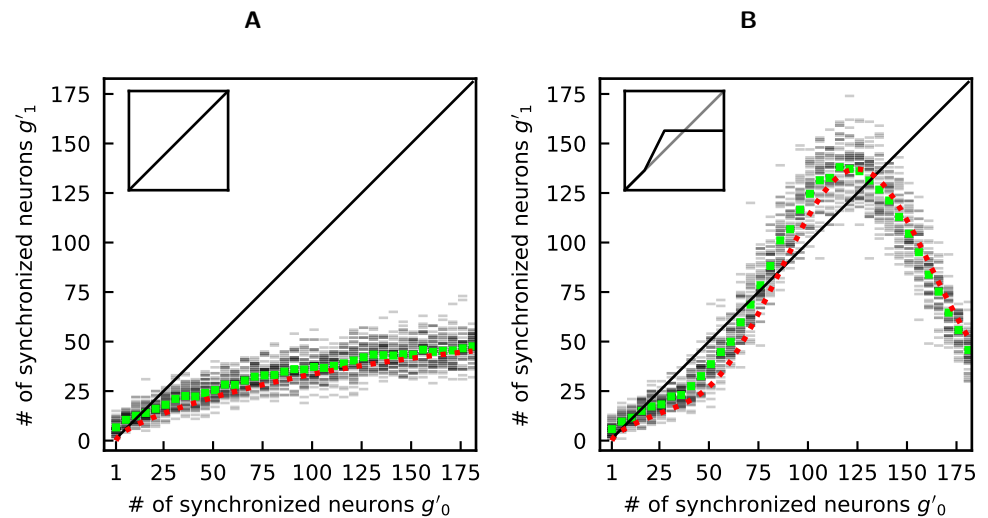 A
B
175
150
125
100
75
50
25
0
1 25 50 75 100 125 150 175
# of synchronized neurons g′₁
# of synchronized neurons g′₀
175
150
125
100
75
50
25
0
1 25 50 75 100 125 150 175
# of synchronized neurons g′₁
# of synchronized neurons g′₀